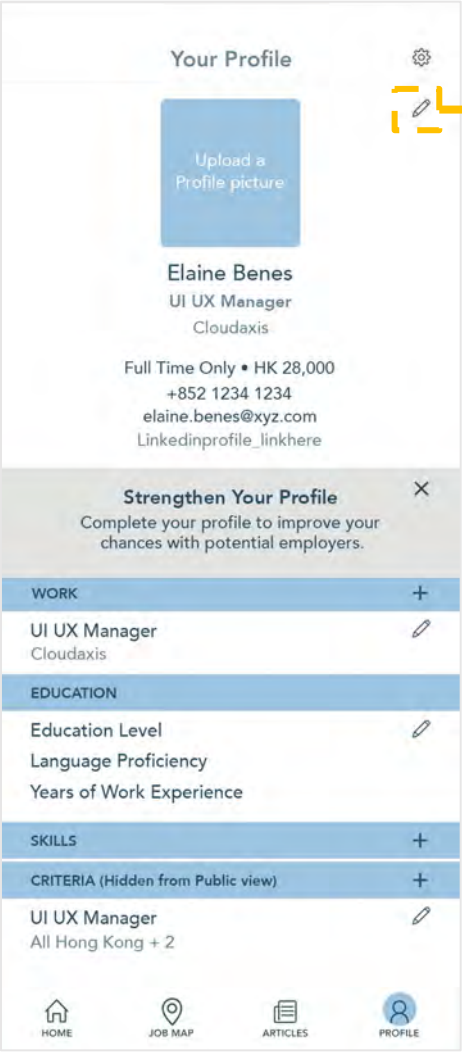 Your Profile
Upload a
Profile picture
Elaine Benes
UI UX Manager
Cloudaxis
Full Time Only • HK 28,000
+852 1234 1234
elaine.benes@xyz.com
Linkedinprofile_linkhere
Strengthen Your Profile
Complete your profile to improve your
chances with potential employers.
WORK
UI UX Manager
Cloudaxis
EDUCATION
Education Level
Language Proficiency
Years of Work Experience
SKILLS
CRITERIA (Hidden from Public view)
UI UX Manager
All Hong Kong + 2
HOME
JOB MAP
ARTICLES
PROFILE